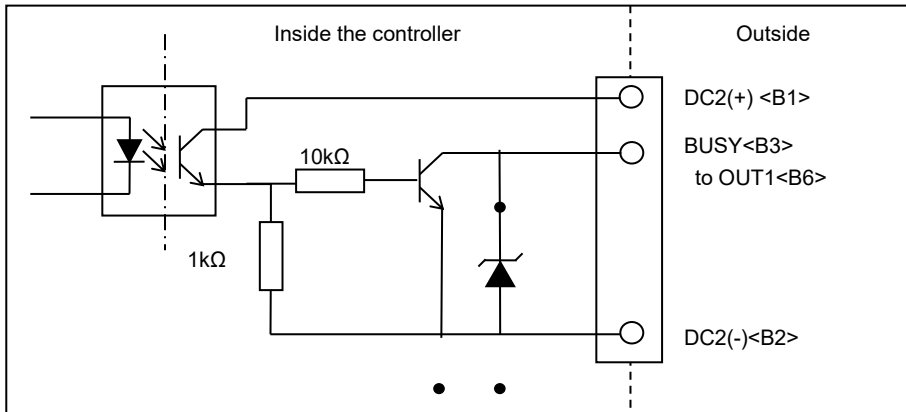 Inside the controller
Outside
DC2(+) <B1>
BUSY<B3>
to OUT1<B6>
10kΩ
1kΩ
DC2(-)<B2>